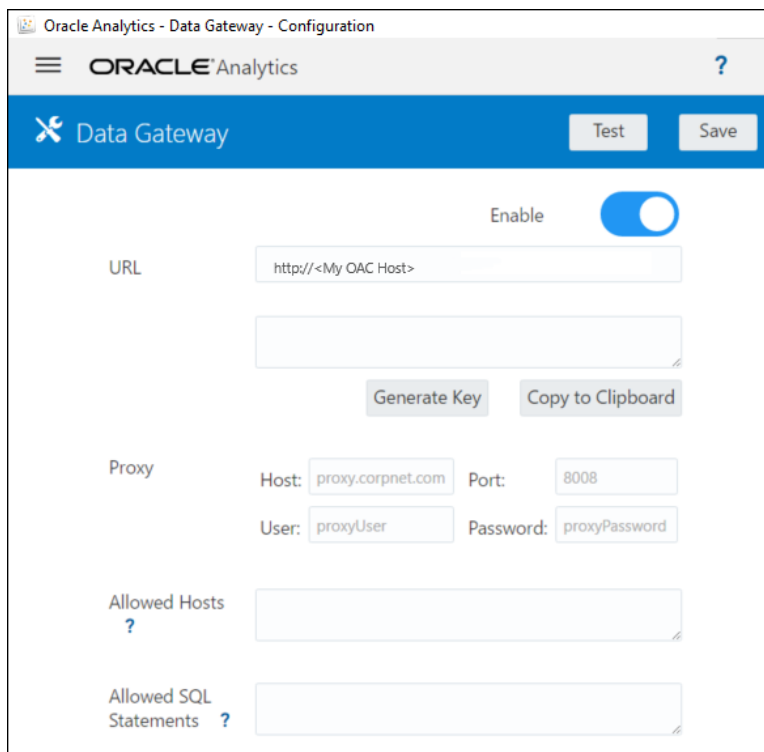 Oracle Analytics - Data Gateway - Configuration
ORACLE Analytics ?
Data Gateway Test Save
Enable
URL http://<My OAC Host>
Generate Key Copy to Clipboard
Proxy Host: proxy.corpnet.com Port: 8008
User: proxyUser Password: proxyPassword
Allowed Hosts
?
Allowed SQL
Statements ?